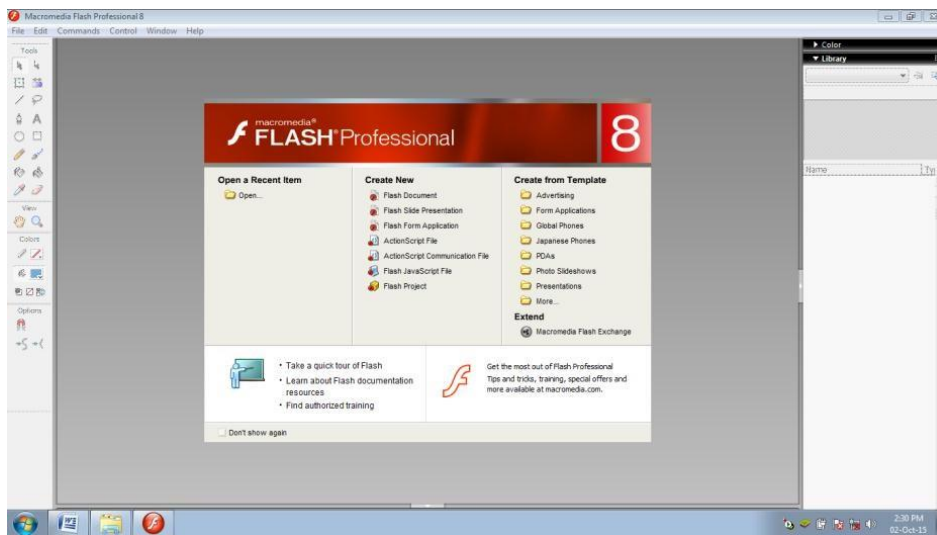 Macromedia Flash Professional 8
File Edit Commands Control Window Help
Tools
View
Colors
Options
macromedia®
FLASH® Professional
8
Open a Recent Item
Open...
Create New
Flash Document
Flash Slide Presentation
Flash Form Application
ActionScript File
ActionScript Communication File
Flash JavaScript File
Flash Project
Create from Template
Advertising
Form Applications
Global Phones
Japanese Phones
PDAs
Photo Slideshows
Presentations
More...
Extend
Macromedia Flash Exchange
• Take a quick tour of Flash
• Learn about Flash documentation
resources
• Find authorized training
Get the most out of Flash Professional
Tips and tricks, training, special offers and
more available at macromedia.com.
Don't show again
Color
Library
Name
2:30 PM
02-Oct-15